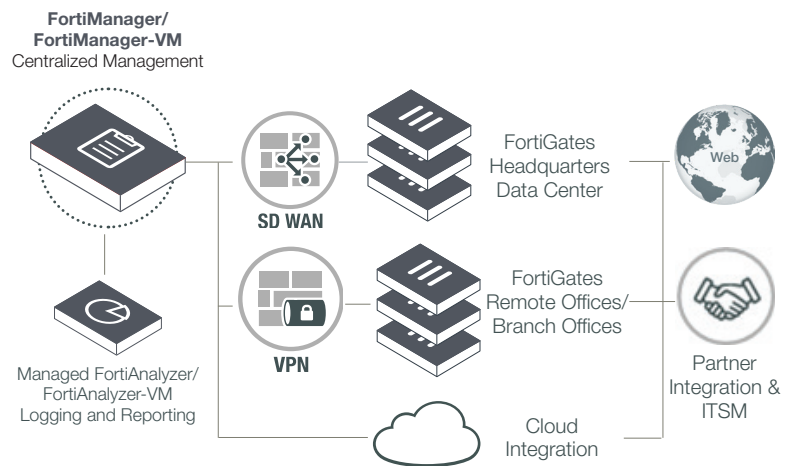 FortiManager/
FortiManager-VM
Centralized Management
SD WAN
FortiGates
Headquarters
Data Center
Web
VPN
FortiGates
Remote Offices/
Branch Offices
Managed FortiAnalyzer/
FortiAnalyzer-VM
Logging and Reporting
Cloud
Integration
Partner
Integration &
ITSM